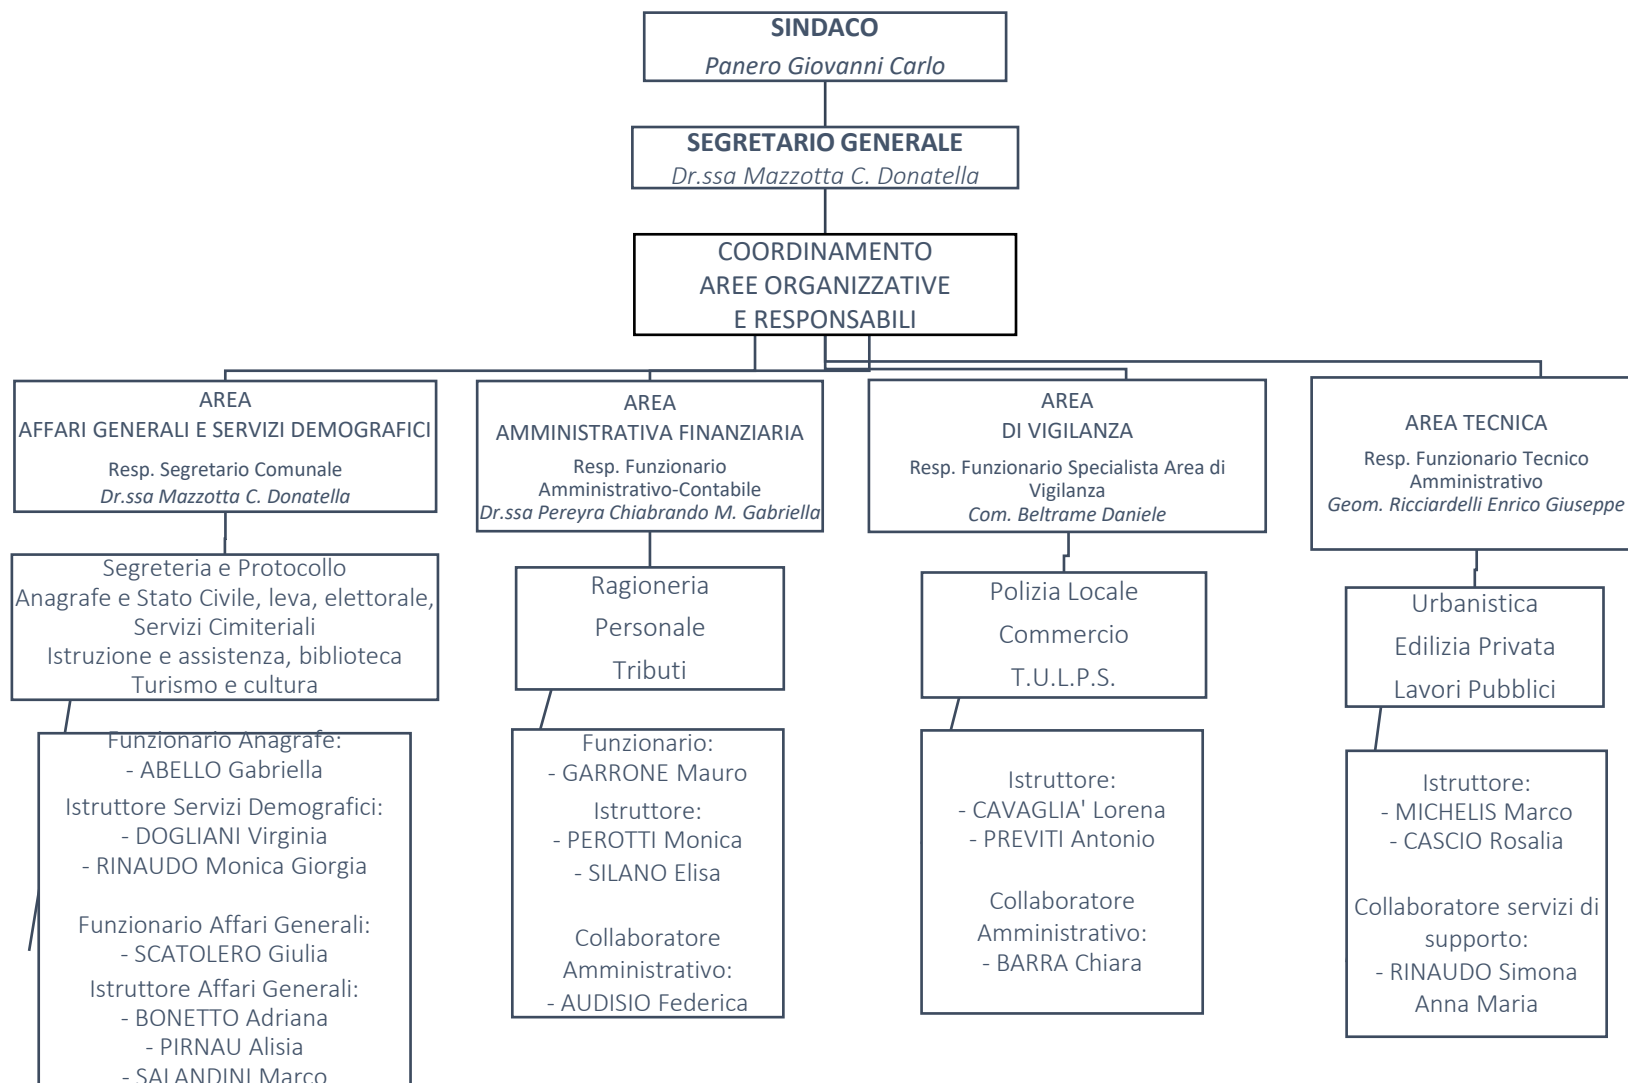 SINDACO
Panero Giovanni Carlo
SEGRETARIO GENERALE
Dr.ssa Mazzotta C. Donatella
COORDINAMENTO
AREE ORGANIZZATIVE
E RESPONSABILI
AREA
AFFARI GENERALI E SERVIZI DEMOGRAFICI
Resp. Segretario Comunale
Dr.ssa Mazzotta C. Donatella
AREA
AMMINISTRATIVA FINANZIARIA
Resp. Funzionario
Amministrativo-Contabile
Dr.ssa Pereyra Chiabrando M. Gabriella
AREA
DI VIGILANZA
Resp. Funzionario Specialista Area di
Vigilanza
Com. Beltrame Daniele
AREA TECNICA
Resp. Funzionario Tecnico
Amministrativo
Geom. Ricciardelli Enrico Giuseppe
Segreteria e Protocollo
Anagrafe e Stato Civile, leva, elettorale,
Servizi Cimiteriali
Istruzione e assistenza, biblioteca
Turismo e cultura
Ragioneria
Personale
Tributi
Polizia Locale
Commercio
T.U.L.P.S.
Urbanistica
Edilizia Privata
Lavori Pubblici
Funzionario Anagrafe:
- ABELLO Gabriella
Istruttore Servizi Demografici:
- DOGLIANI Virginia
- RINAUDO Monica Giorgia
Funzionario Affari Generali:
- SCATOLERO Giulia
Istruttore Affari Generali:
- BONETTO Adriana
- PIRNAU Alisia
- SALANDINI Marco
Funzionario:
- GARRONE Mauro
Istruttore:
- PEROTTI Monica
- SILANO Elisa
Collaboratore
Amministrativo:
- AUDISIO Federica
Istruttore:
- CAVAGLIA' Lorena
- PREVITI Antonio
Collaboratore
Amministrativo:
- BARRA Chiara
Istruttore:
- MICHELIS Marco
- CASCIO Rosalia
Collaboratore servizi di
supporto:
- RINAUDO Simona
Anna Maria